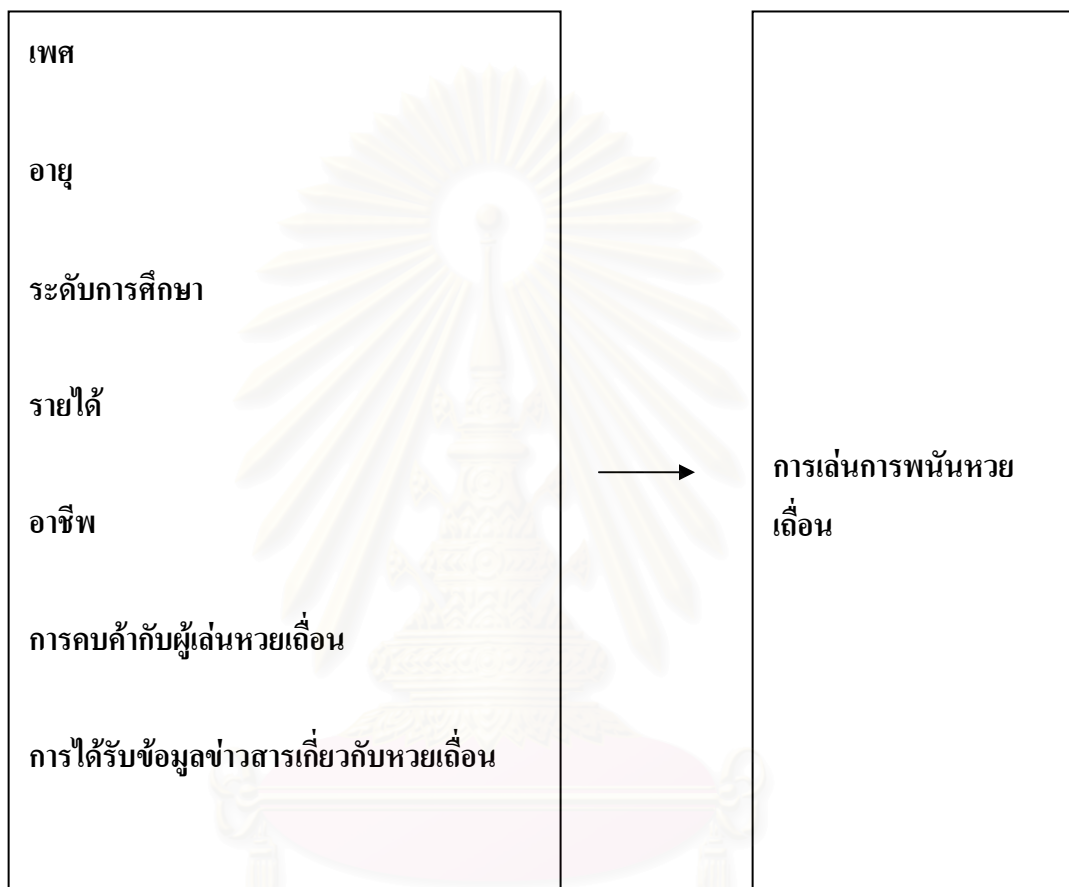 เพศ
อายุ
ระดับการศึกษา
รายได้
อาชีพ
การคบค้ากับผู้เล่นหวยเถื่อน
การได้รับข้อมูลข่าวสารเกี่ยวกับหวยเถื่อน
การเล่นการพนันหวย
เถื่อน